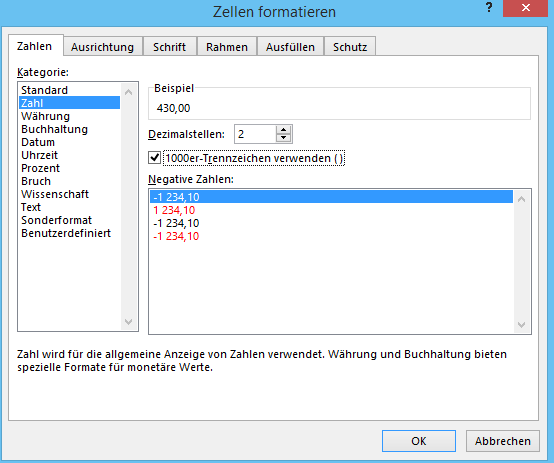 Zellen formatieren
?
Zahlen Ausrichtung Schrift Rahmen Ausfüllen Schutz
Kategorie:
Standard
Zahl
Währung
Buchhaltung
Datum
Uhrzeit
Prozent
Bruch
Wissenschaft
Text
Sonderformat
Benutzerdefiniert
Beispiel
430,00
Dezimalstellen: 2
1000er-Trennzeichen verwenden ( )
Negative Zahlen:
-1 234,10
1 234,10
-1 234,10
-1 234,10
Zahl wird für die allgemeine Anzeige von Zahlen verwendet. Währung und Buchhaltung bieten
spezielle Formate für monetäre Werte.
OK Abbrechen